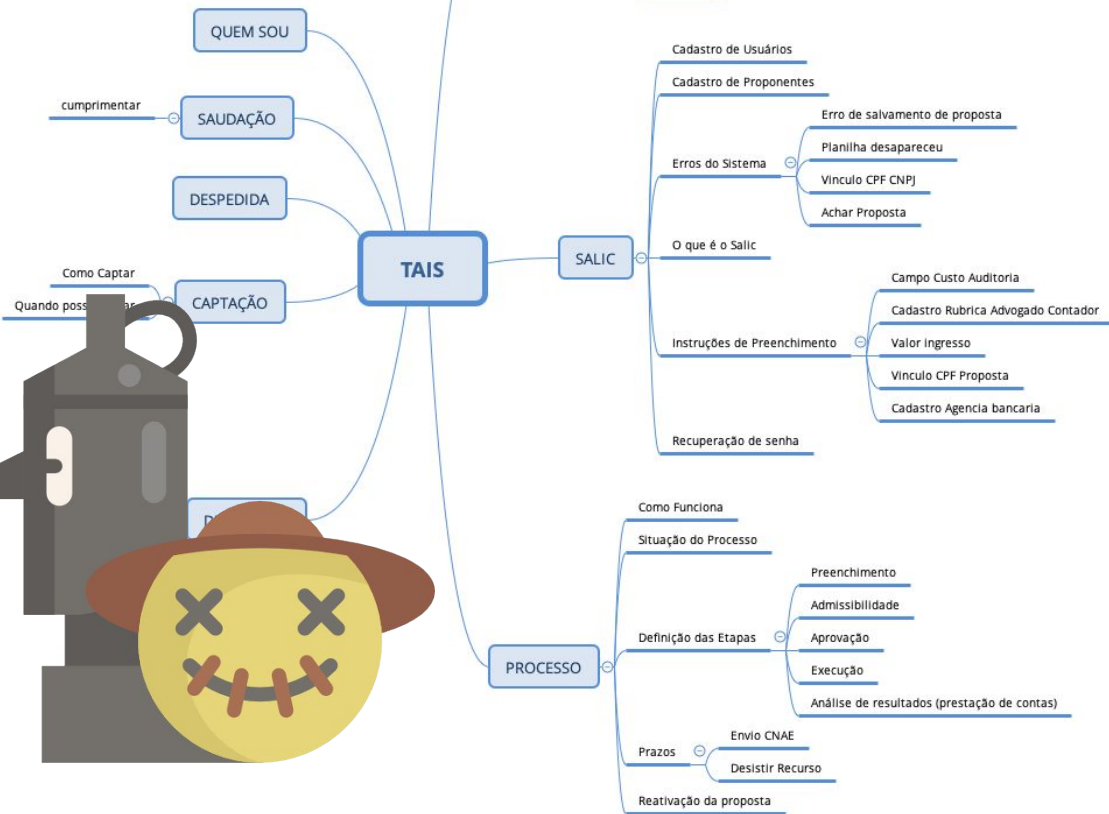 QUEM SOU
cumprimentar
SAUDAÇÃO
DESPEDIDA
Como Captar
Quando
CAPTAÇÃO
TAIS
SALIC
Cadastro de Usuários
Cadastro de Proponentes
Erros do Sistema
Erro de salvamento de proposta
Planilha desapareceu
Vinculo CPF CNPJ
Achar Proposta
O que é o Salic
Instruções de Preenchimento
Campo Custo Auditoria
Cadastro Rubrica Advogado Contador
Valor ingresso
Vinculo CPF Proposta
Cadastro Agencia bancaria
Recuperação de senha
PROCESSO
Como Funciona
Situação do Processo
Definição das Etapas
Preenchimento
Admissibilidade
Aprovação
Execução
Análise de resultados (prestação de contas)
Prazos
Envio CNAE
Desistir Recurso
Reativação da proposta